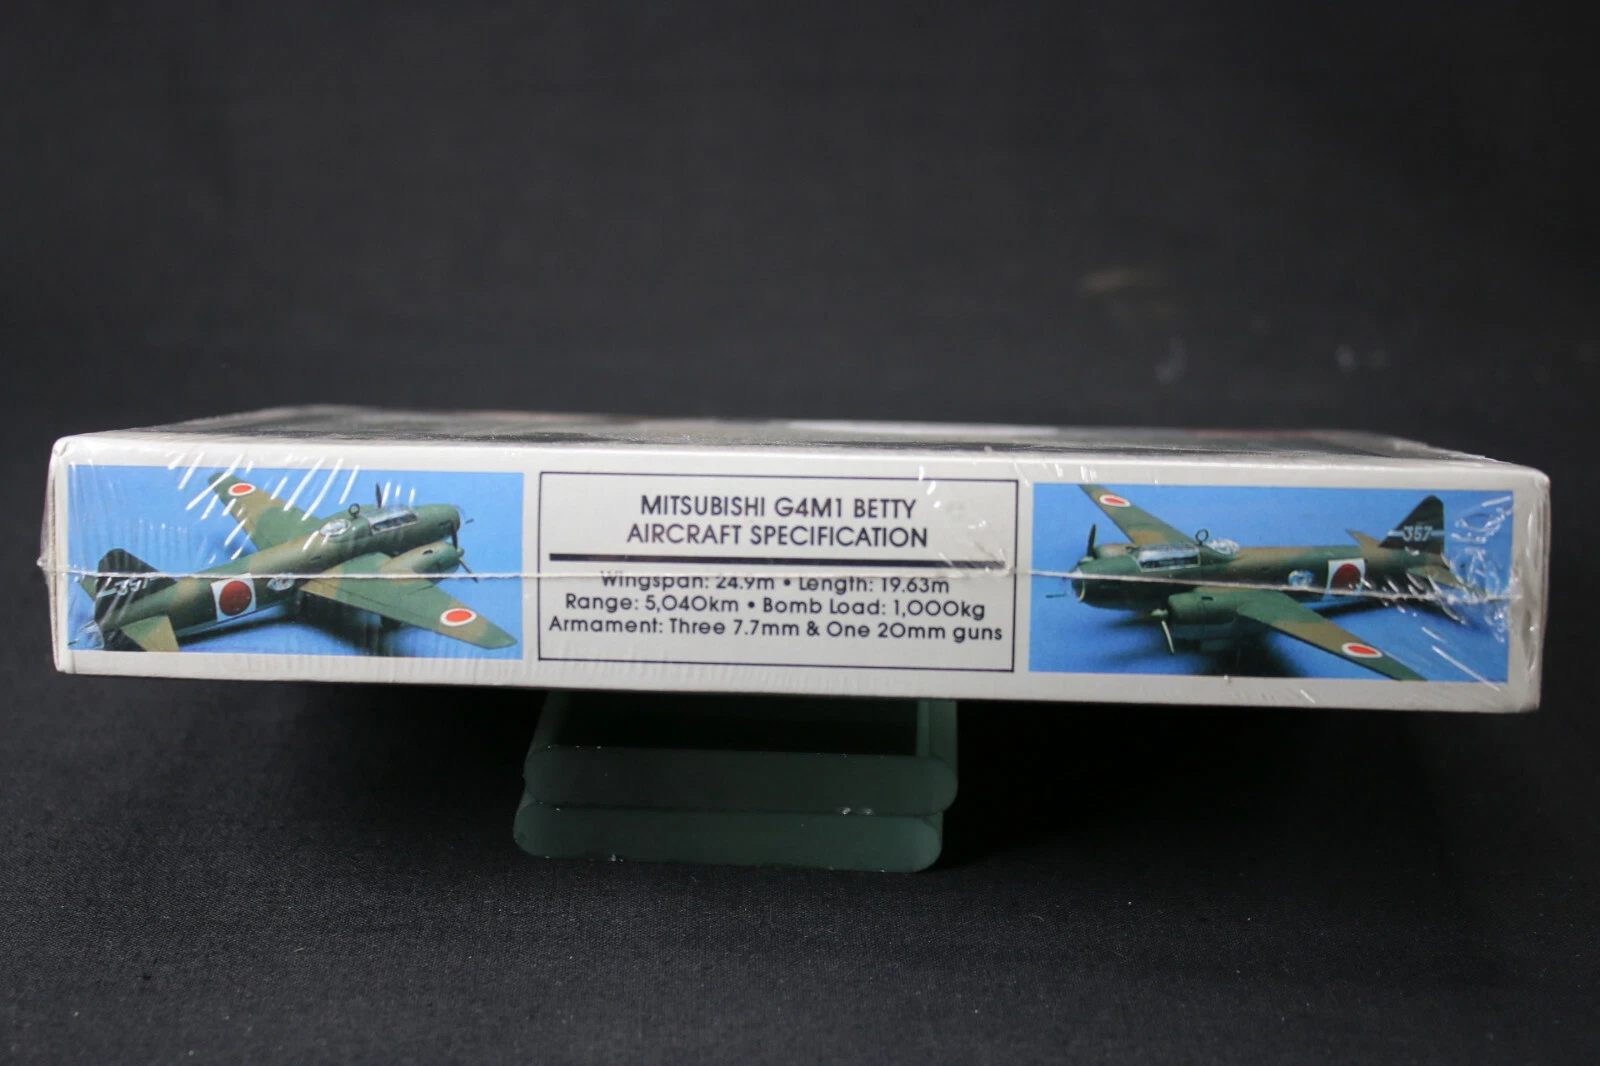 MITSUBISHI G4M1 BETTY
AIRCRAFT SPECIFICATION
Wingspan: 24.9m • Length: 19.63m
Range: 5,040km • Bomb Load: 1,000kg
Armament: Three 7.7mm & One 20mm guns
357